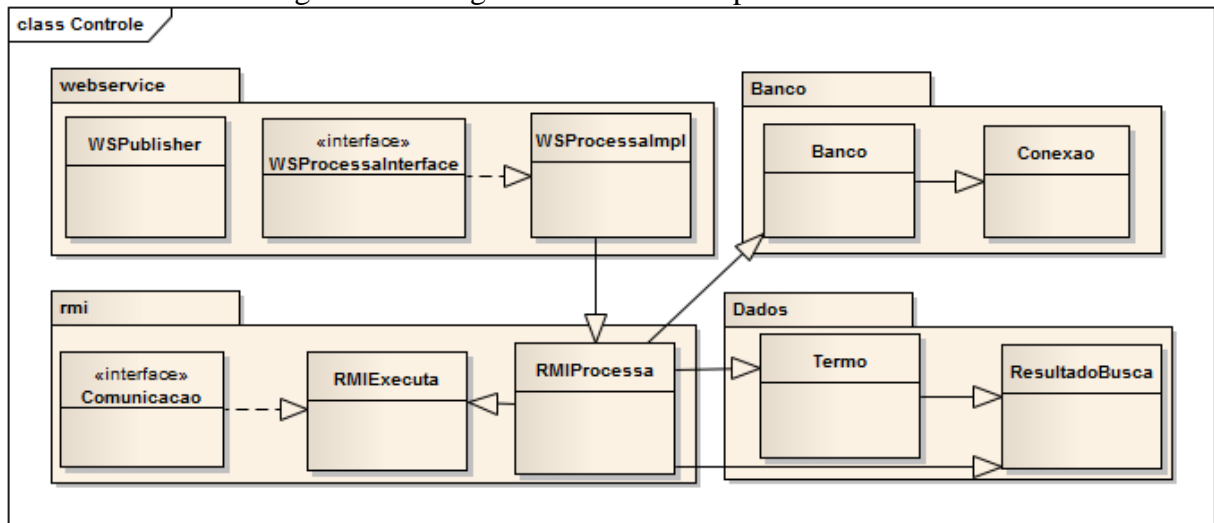 class Controle
webservice
WSPublisher
«interface»
WSProcessaInterface
WSProcessaImpl
Banco
Banco
Conexao
rmi
«interface»
Comunicacao
RMIExecuta
RMIProcessa
Dados
Termo
ResultadoBusca